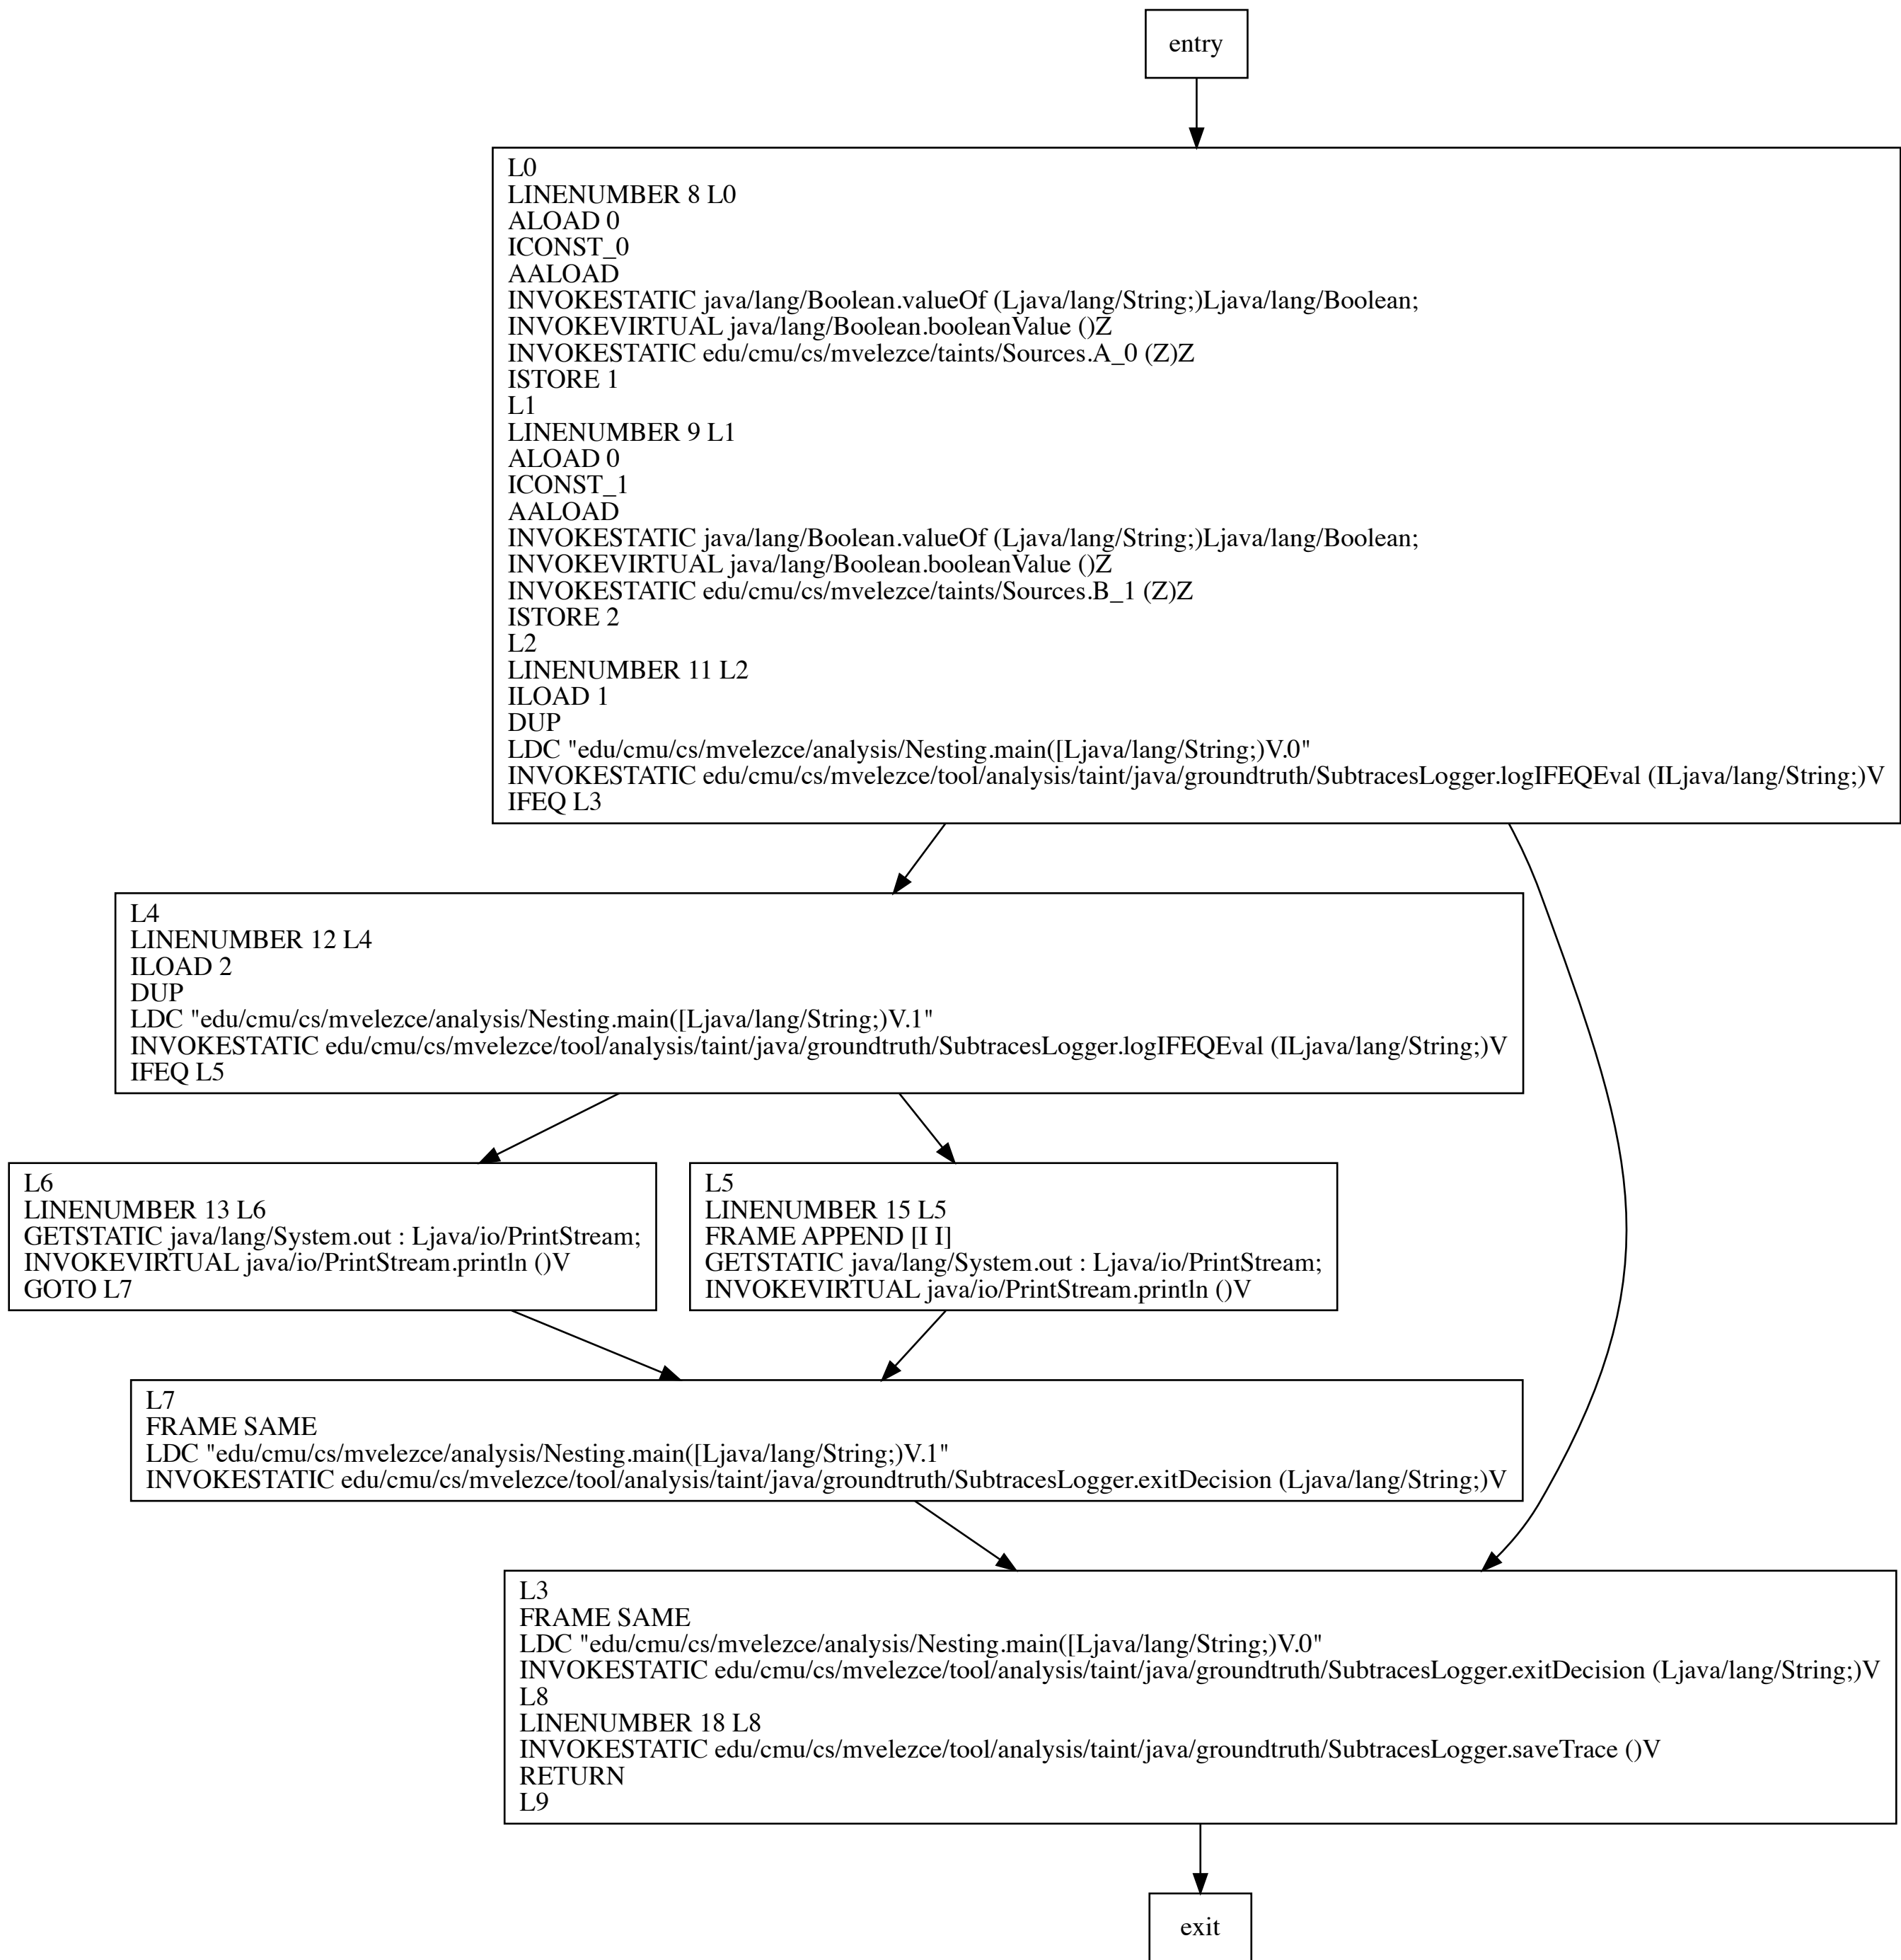 entry
L0
LINENUMBER 8 L0
ALOAD 0
ICONST_0
AALOAD
INVOKESTATIC java/lang/Boolean.valueOf (Ljava/lang/String;)Ljava/lang/Boolean;
INVOKEVIRTUAL java/lang/Boolean.booleanValue ()Z
INVOKESTATIC edu/cmu/cs/mvelezce/taints/Sources.A_0 (Z)Z
ISTORE 1
L1
LINENUMBER 9 L1
ALOAD 0
ICONST_1
AALOAD
INVOKESTATIC java/lang/Boolean.valueOf (Ljava/lang/String;)Ljava/lang/Boolean;
INVOKEVIRTUAL java/lang/Boolean.booleanValue ()Z
INVOKESTATIC edu/cmu/cs/mvelezce/taints/Sources.B_1 (Z)Z
ISTORE 2
L2
LINENUMBER 11 L2
ILOAD 1
DUP
LDC "edu/cmu/cs/mvelezce/analysis/Nesting.main([Ljava/lang/String;)V.0"
INVOKESTATIC edu/cmu/cs/mvelezce/tool/analysis/taint/java/groundtruth/SubtracesLogger.logIFEQEval (ILjava/lang/String;)V
IFEQ L3
L4
LINENUMBER 12 L4
ILOAD 2
DUP
LDC "edu/cmu/cs/mvelezce/analysis/Nesting.main([Ljava/lang/String;)V.1"
INVOKESTATIC edu/cmu/cs/mvelezce/tool/analysis/taint/java/groundtruth/SubtracesLogger.logIFEQEval (ILjava/lang/String;)V
IFEQ L5
L6
LINENUMBER 13 L6
GETSTATIC java/lang/System.out : Ljava/io/PrintStream;
INVOKEVIRTUAL java/io/PrintStream.println ()V
GOTO L7
L5
LINENUMBER 15 L5
FRAME APPEND [I I]
GETSTATIC java/lang/System.out : Ljava/io/PrintStream;
INVOKEVIRTUAL java/io/PrintStream.println ()V
L7
FRAME SAME
LDC "edu/cmu/cs/mvelezce/analysis/Nesting.main([Ljava/lang/String;)V.1"
INVOKESTATIC edu/cmu/cs/mvelezce/tool/analysis/taint/java/groundtruth/SubtracesLogger.exitDecision (Ljava/lang/String;)V
L3
FRAME SAME
LDC "edu/cmu/cs/mvelezce/analysis/Nesting.main([Ljava/lang/String;)V.0"
INVOKESTATIC edu/cmu/cs/mvelezce/tool/analysis/taint/java/groundtruth/SubtracesLogger.exitDecision (Ljava/lang/String;)V
L8
LINENUMBER 18 L8
INVOKESTATIC edu/cmu/cs/mvelezce/tool/analysis/taint/java/groundtruth/SubtracesLogger.saveTrace ()V
RETURN
L9
exit